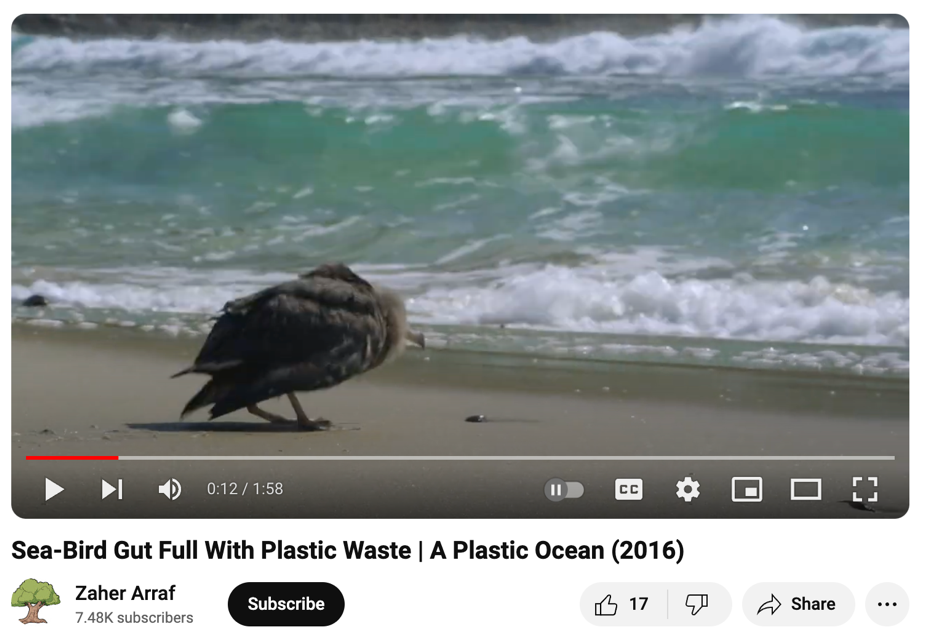 0:12 / 1:58
CC
Sea-Bird Gut Full With Plastic Waste | A Plastic Ocean (2016)
Zaher Arraf
7.48K subscribers
Subscribe
17
Share